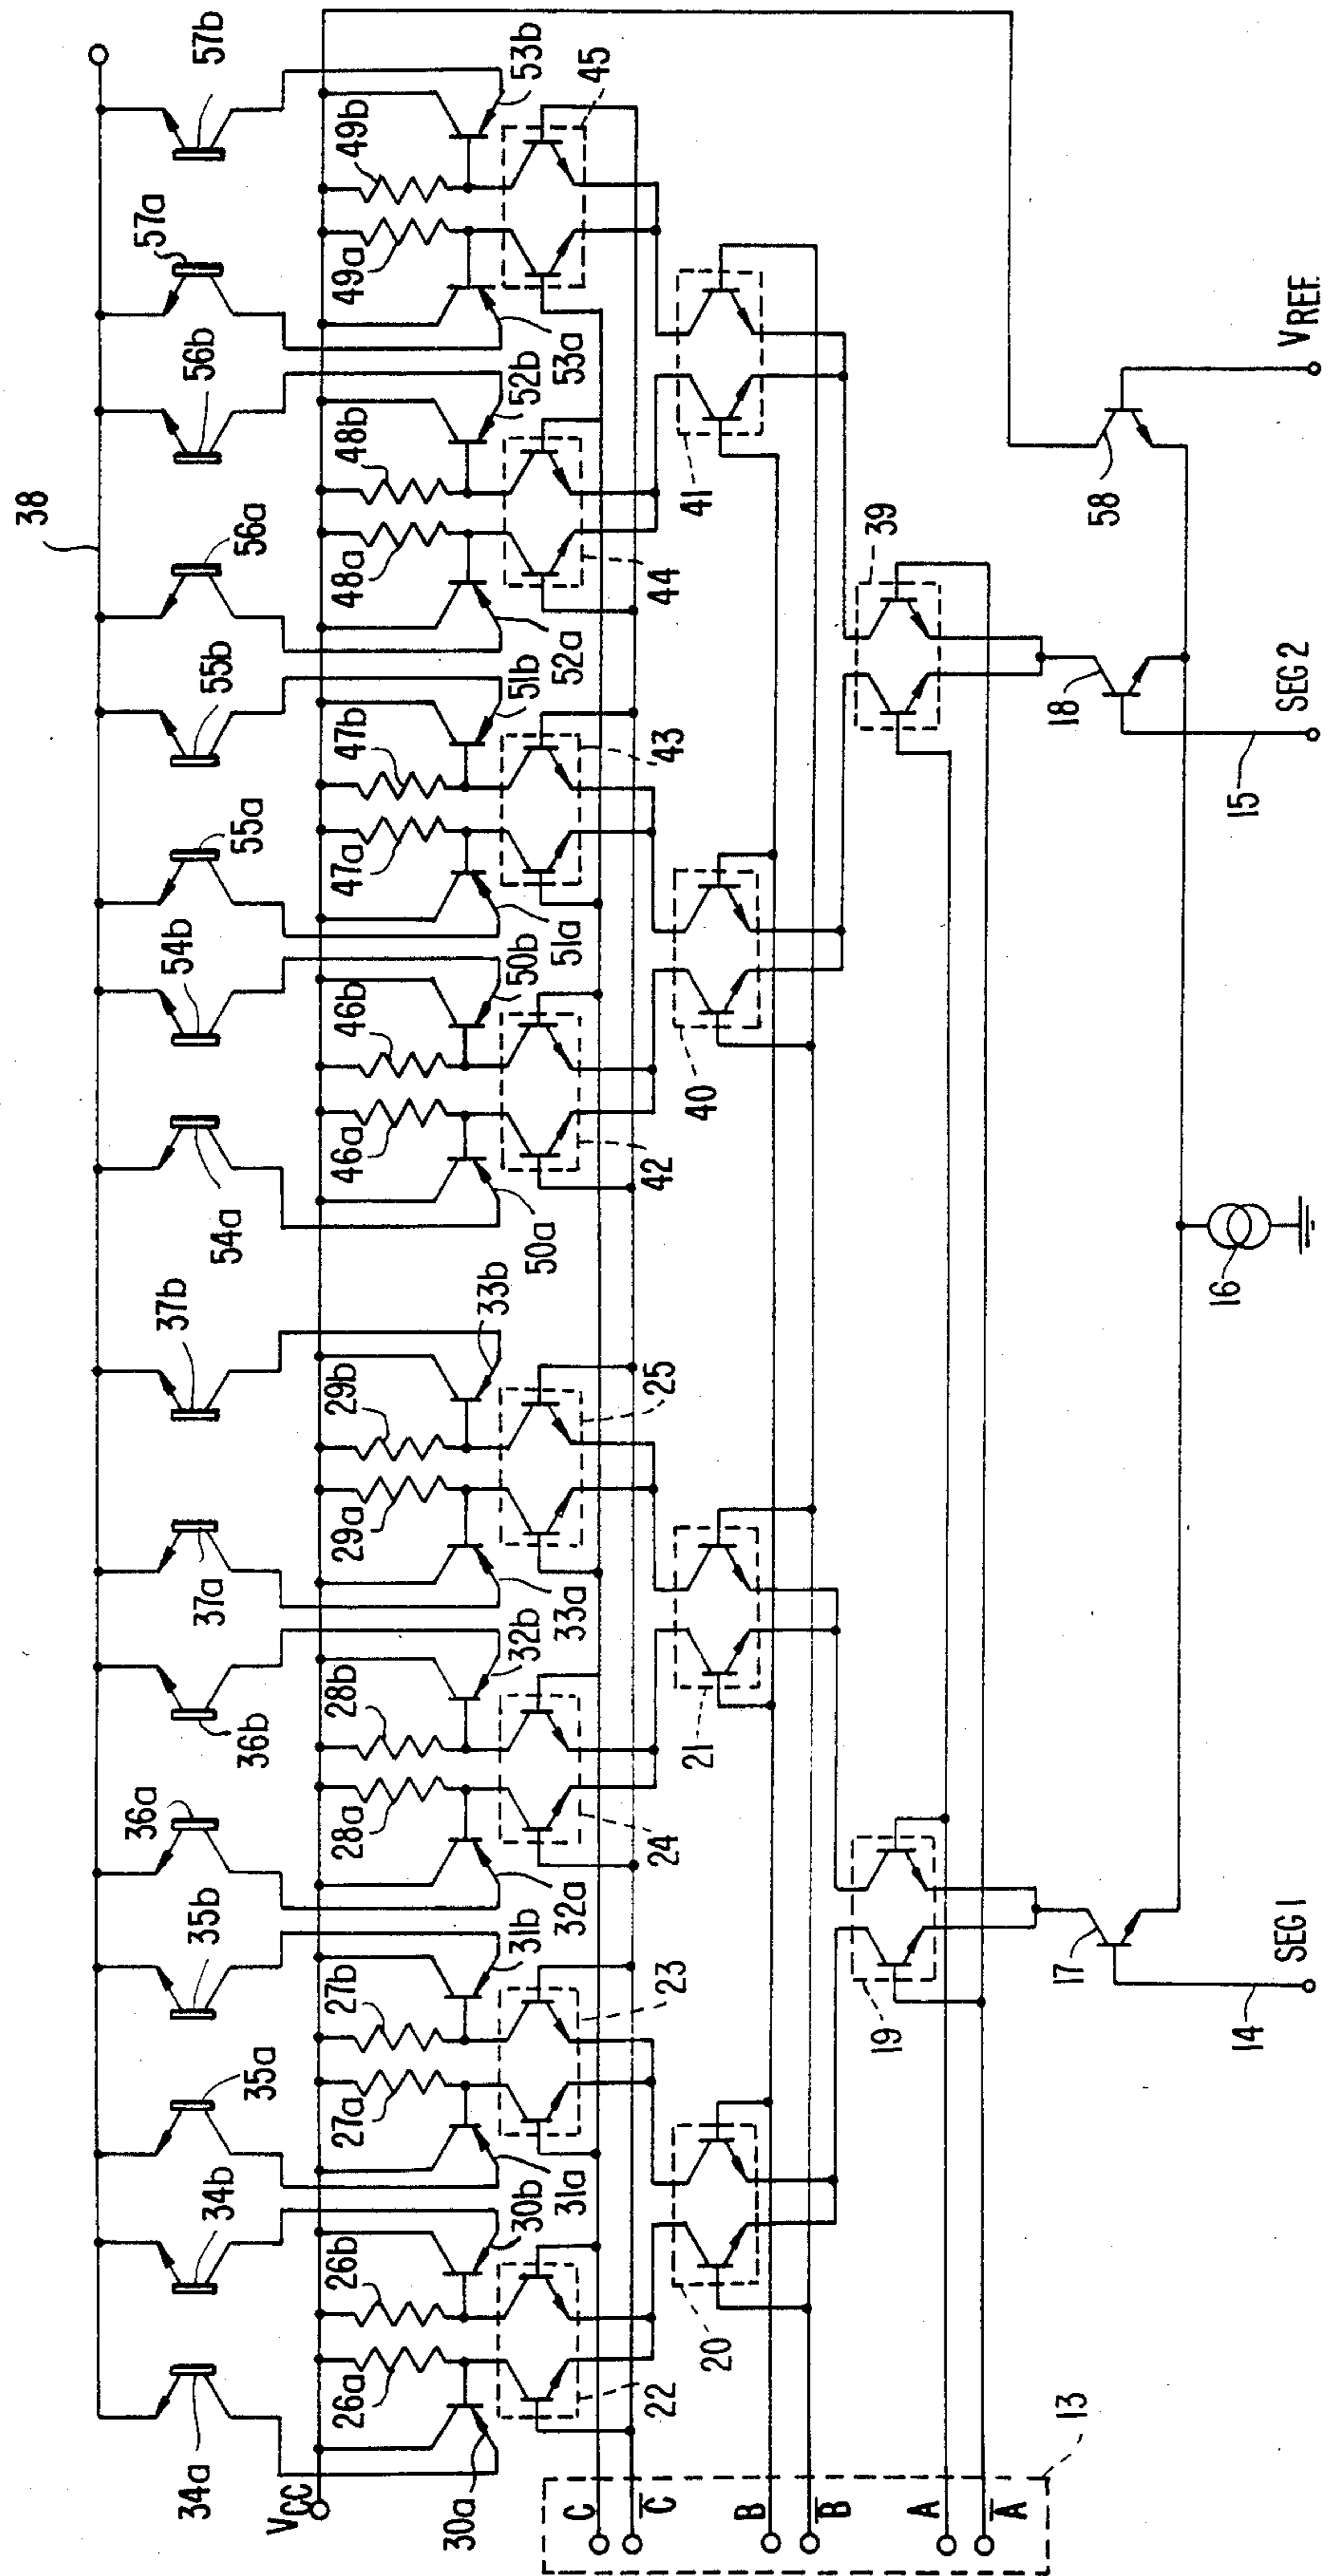 38
34a
34b
35a
35b
36a
36b
37a
37b
54a
54b
55a
55b
56a
56b
57a
57b
VCC
26a
26b
27a
27b
28a
28b
29a
29b
46a
46b
47a
47b
48a
48b
49a
49b
30a
30b
31a
31b
32a
32b
33a
33b
50a
50b
51a
51b
52a
52b
53a
53b
22
23
24
25
42
43
44
45
C
C̅
B
B̅
A
A̅
13
20
21
40
41
19
39
17
18
58
14
15
16
SEG 1
SEG 2
VREF.